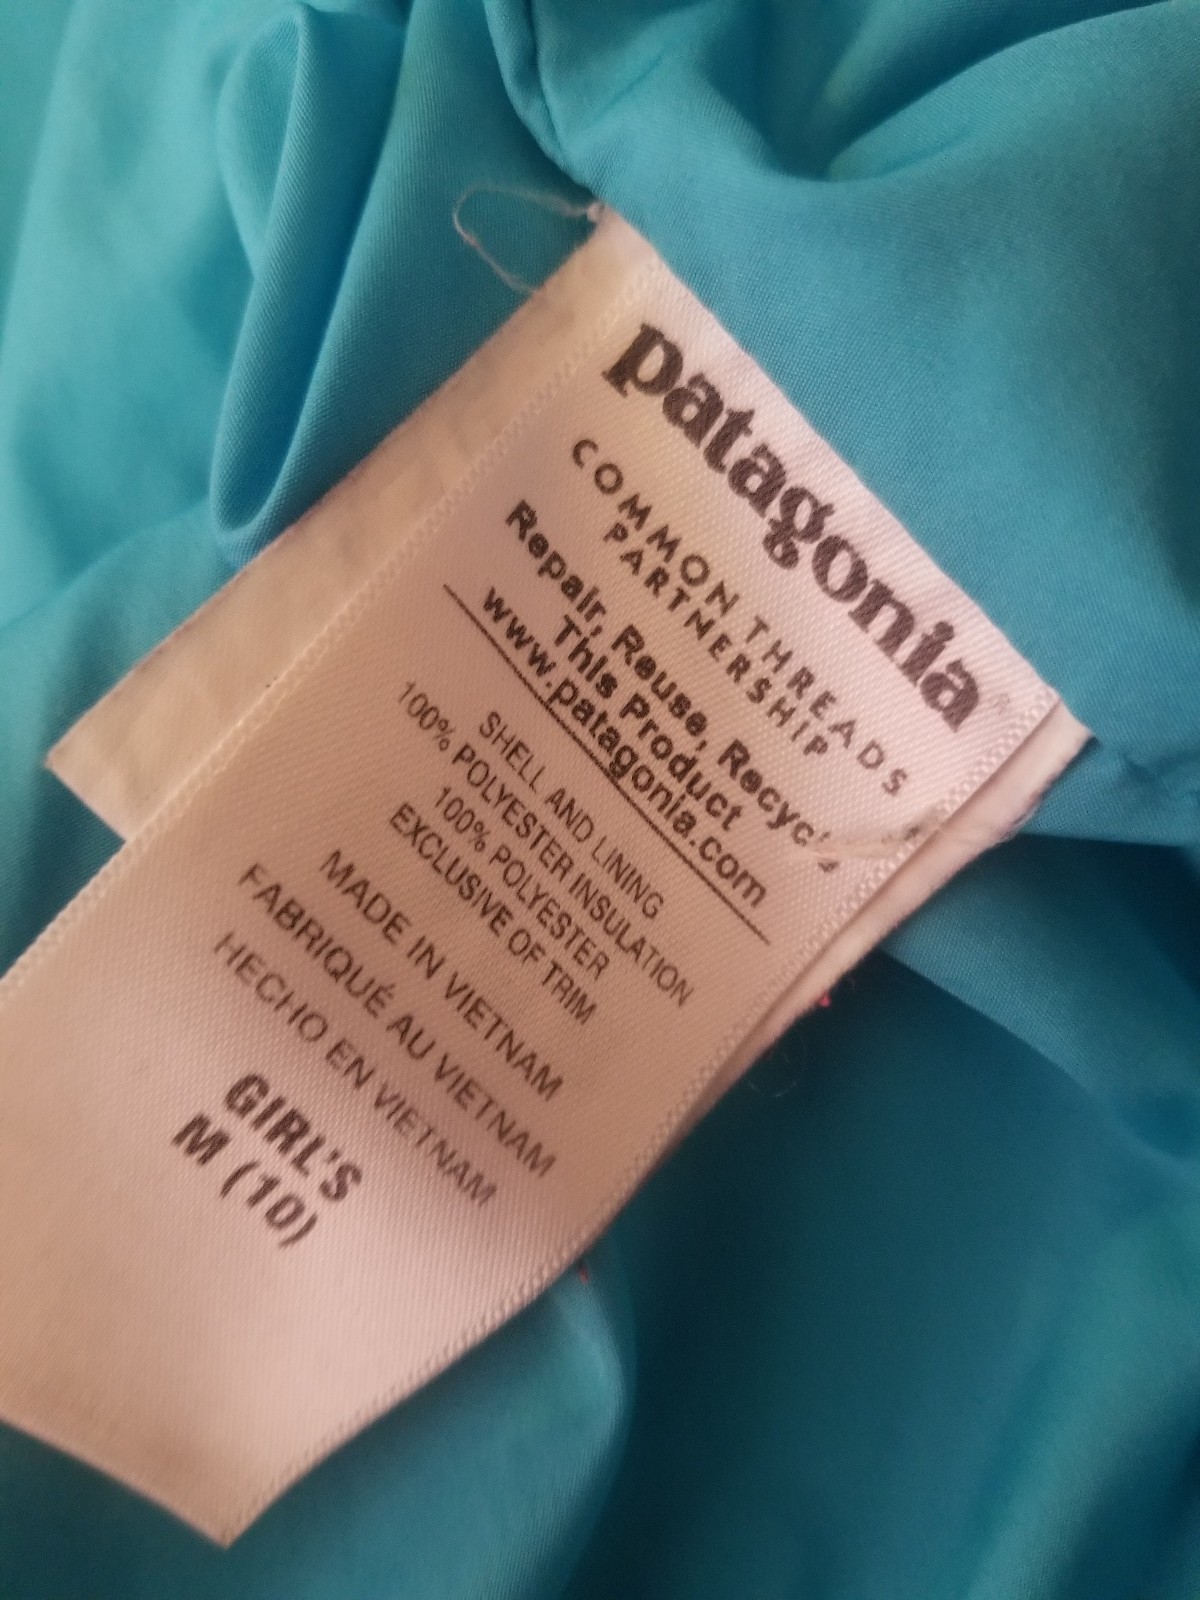 patagonia
COMMON THREADS
PARTNERSHIP
Repair, Reuse, Recycle
This Product
www.patagonia.com
SHELL AND LINING
100% POLYESTER INSULATION
100% POLYESTER
EXCLUSIVE OF TRIM
MADE IN VIETNAM
FABRIQUÉ AU VIETNAM
HECHO EN VIETNAM
GIRL'S
M (10)